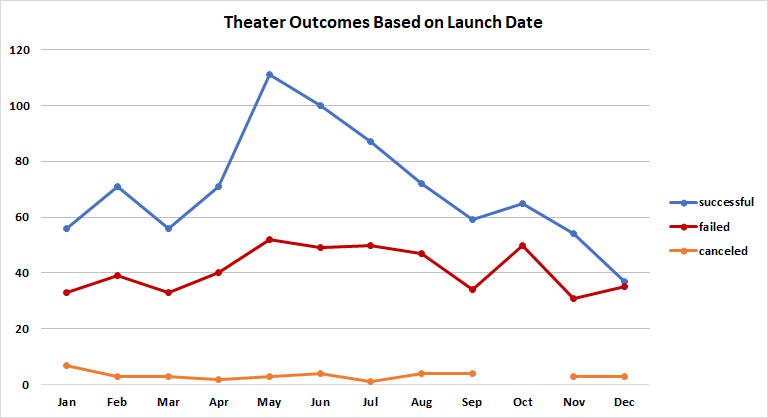 Theater Outcomes Based on Launch Date
120
100
80
60
40
20
0
Jan Feb Mar Apr May Jun Jul Aug Sep Oct Nov Dec
successful
failed
canceled